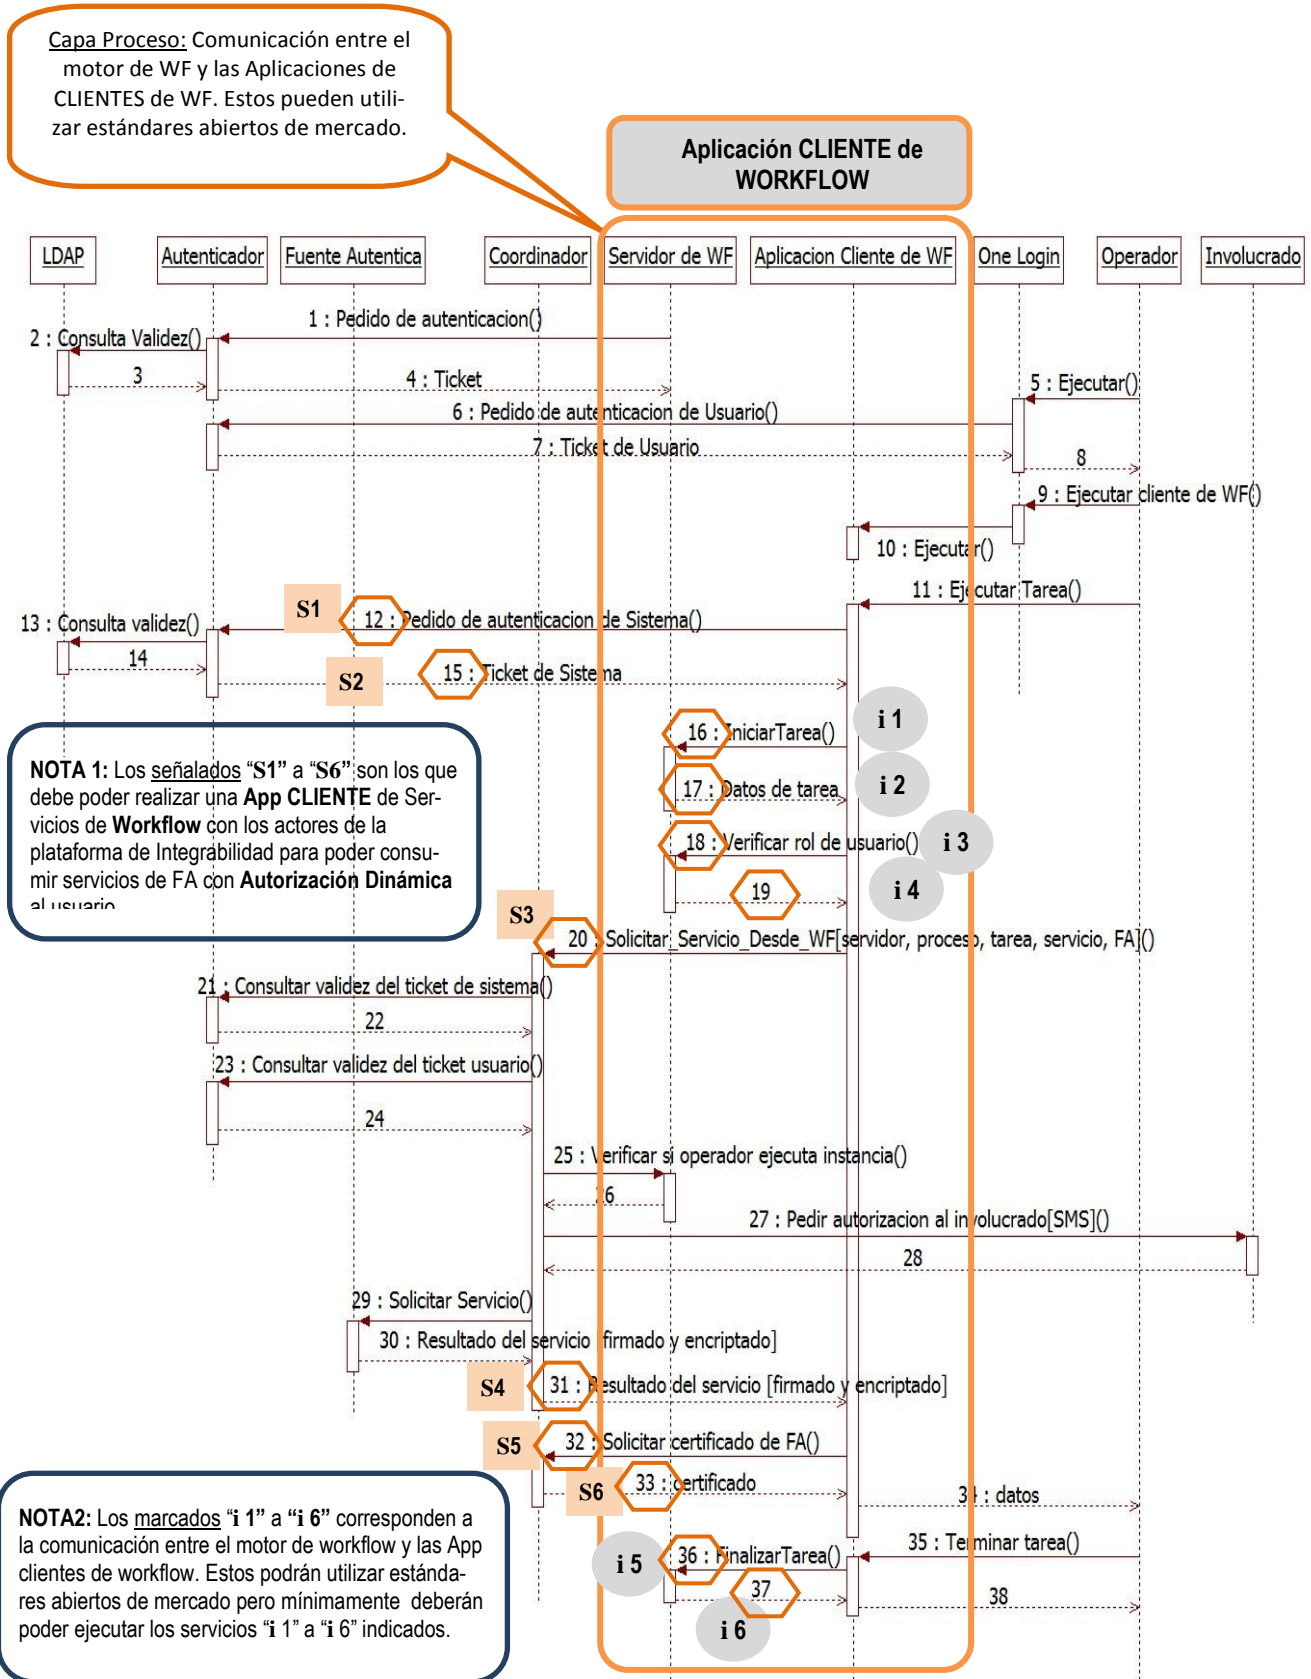 Capa Proceso: Comunicación entre el
motor de WF y las Aplicaciones de
CLIENTES de WF. Estos pueden utili-
zar estándares abiertos de mercado.
Aplicación CLIENTE de
WORKFLOW
LDAP
Autenticador
Fuente Autentica
Coordinador
Servidor de WF
Aplicacion Cliente de WF
One Login
Operador
Involucrado
1 : Pedido de autenticacion()
2 : Consulta Validez()
3
4 : Ticket
5 : Ejecutar()
6 : Pedido de autenticacion de Usuario()
7 : Ticket de Usuario
8
9 : Ejecutar cliente de WF()
10 : Ejecutar()
11 : Ejecutar Tarea()
S1
12 : Pedido de autenticacion de Sistema()
13 : Consulta validez()
14
S2
15 : Ticket de Sistema
16 : IniciarTarea()
i 1
17 : Datos de tarea
i 2
18 : Verificar rol de usuario()
i 3
19
i 4
NOTA 1: Los señalados “S1” a “S6” son los que
debe poder realizar una App CLIENTE de Ser-
vicios de Workflow con los actores de la
plataforma de Integrabilidad para poder consu-
mir servicios de FA con Autorización Dinámica
al usuario
S3
20 : Solicitar_Servicio_Desde_WF[servidor, proceso, tarea, servicio, FA]()
21 : Consultar validez del ticket de sistema()
22
23 : Consultar validez del ticket usuario()
24
25 : Verificar si operador ejecuta instancia()
26
27 : Pedir autorizacion al involucrado[SMS]()
28
29 : Solicitar Servicio()
30 : Resultado del servicio [firmado y encriptado]
S4
31 : Resultado del servicio [firmado y encriptado]
S5
32 : Solicitar certificado de FA()
S6
33 : certificado
34 : datos
35 : Terminar tarea()
i 5
36 : FinalizarTarea()
37
38
i 6
NOTA2: Los marcados “i 1” a “i 6” corresponden a
la comunicación entre el motor de workflow y las App
clientes de workflow. Estos podrán utilizar estánda-
res abiertos de mercado pero mínimamente deberán
poder ejecutar los servicios “i 1” a “i 6” indicados.